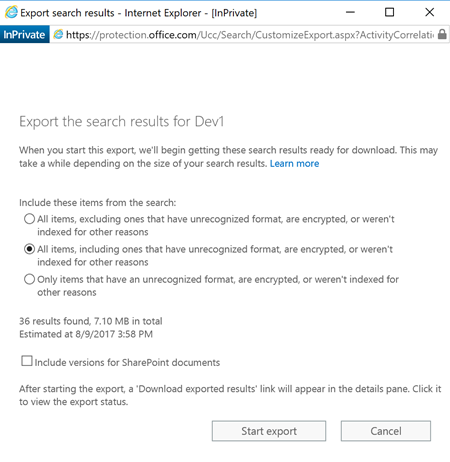 Export search results - Internet Explorer - [InPrivate]
InPrivate https://protection.office.com/Ucc/Search/CustomizeExport.aspx?ActivityCorrelati
Export the search results for Dev1
When you start this export, we'll begin getting these search results ready for download. This may
take a while depending on the size of your search results. Learn more
Include these items from the search:
All items, excluding ones that have unrecognized format, are encrypted, or weren't
indexed for other reasons
All items, including ones that have unrecognized format, are encrypted, or weren't
indexed for other reasons
Only items that have an unrecognized format, are encrypted, or weren't indexed for
other reasons
36 results found, 7.10 MB in total
Estimated at 8/9/2017 3:58 PM
Include versions for SharePoint documents
After starting the export, a 'Download exported results' link will appear in the details pane. Click it
to view the export status.
Start export Cancel